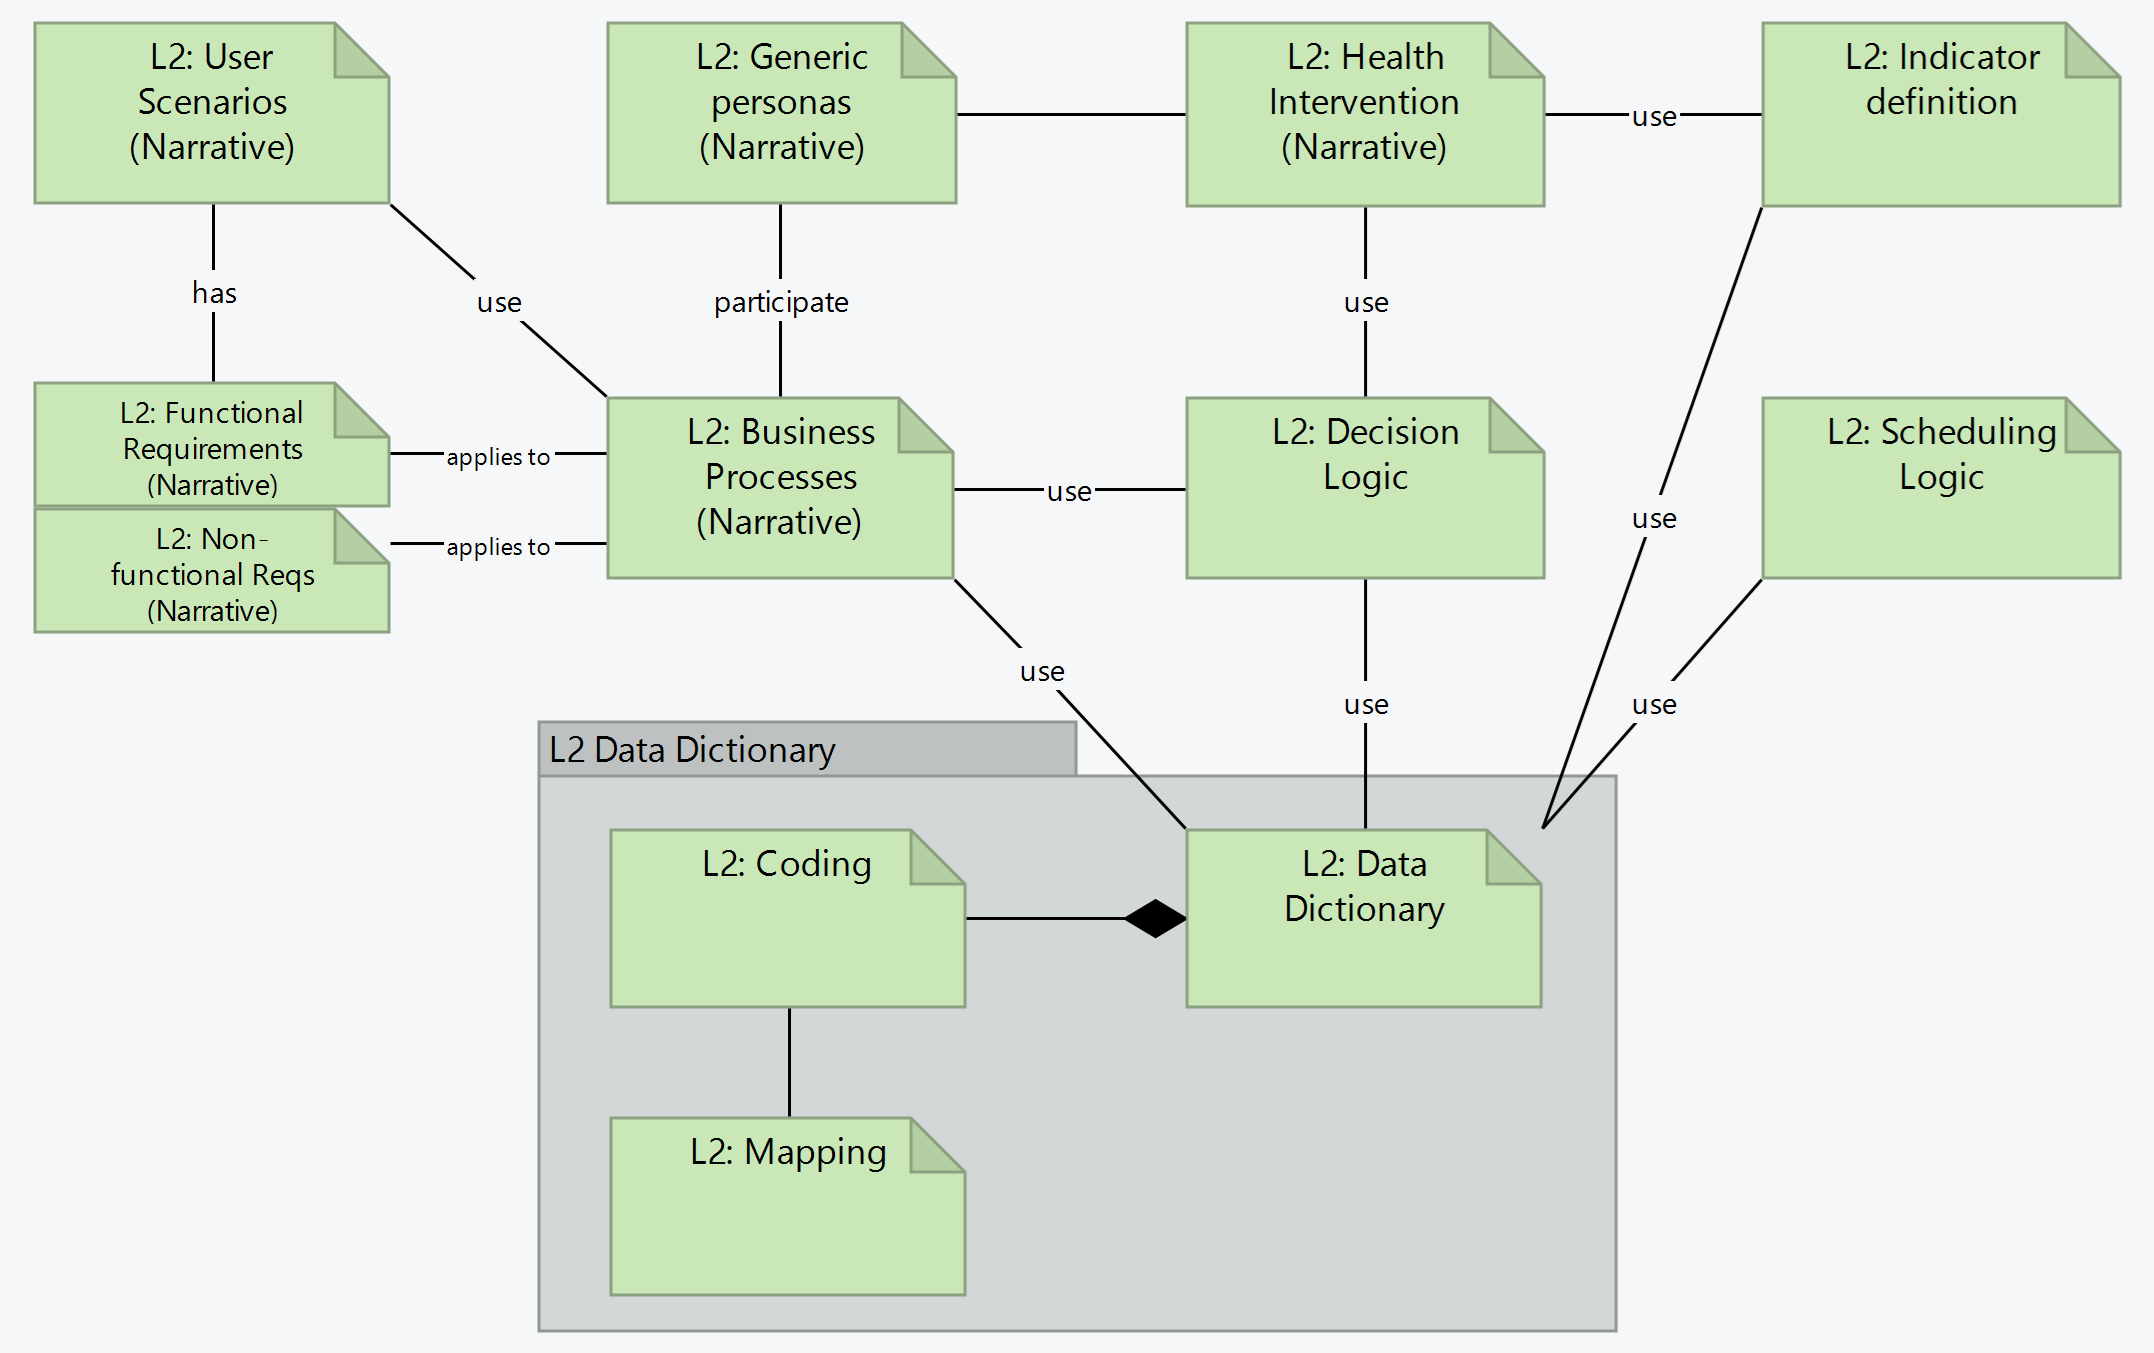 L2: User
Scenarios
(Narrative)
L2: Generic
personas
(Narrative)
L2: Health
Intervention
(Narrative)
use
L2: Indicator
definition
has
use
participate
use
L2: Functional
Requirements
(Narrative)
applies to
L2: Non-
functional Reqs
(Narrative)
applies to
L2: Business
Processes
(Narrative)
use
L2: Decision
Logic
use
L2: Scheduling
Logic
use
use
use
L2 Data Dictionary
L2: Coding
L2: Data
Dictionary
L2: Mapping